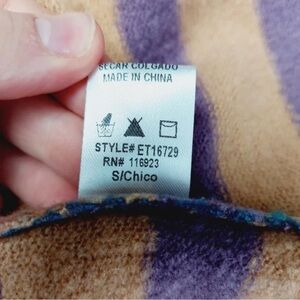 SECAR COLGADO
MADE IN CHINA
STYLE# ET16729
RN# 116923
S/Chico